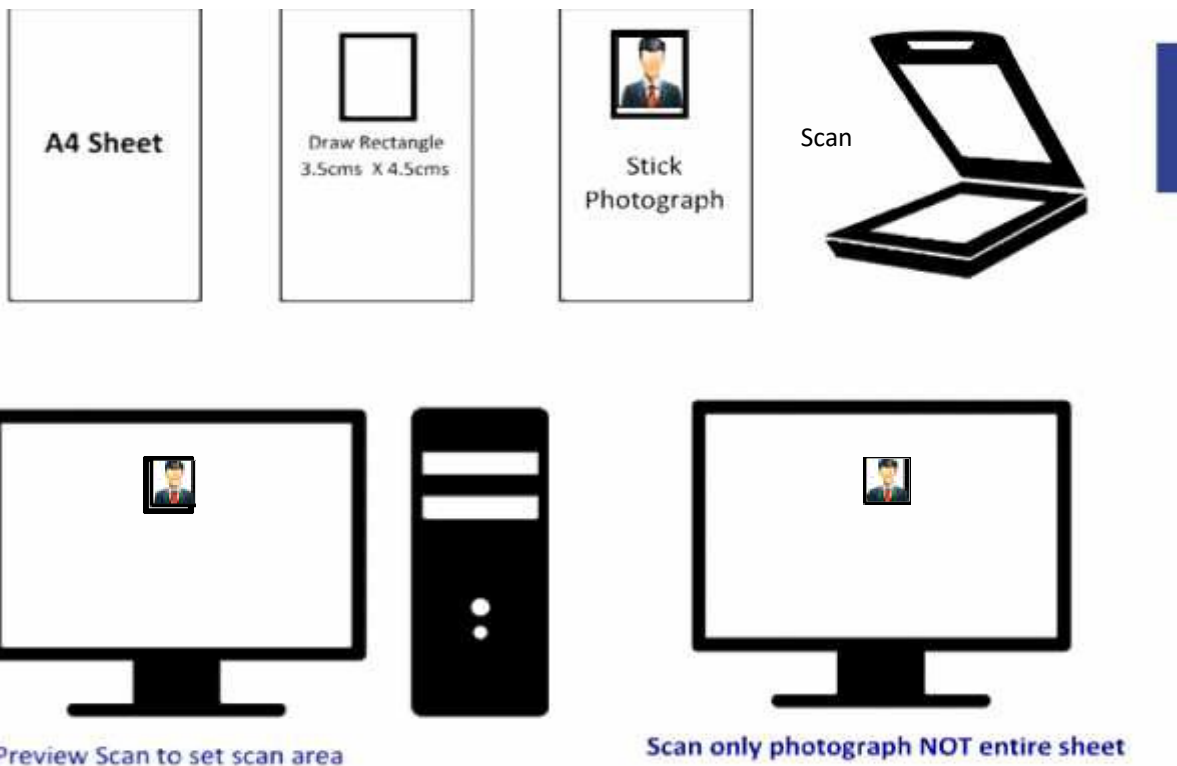 A4 Sheet
Draw Rectangle
3.5cms X 4.5cms
Stick
Photograph
Scan
Preview Scan to set scan area
Scan only photograph NOT entire sheet